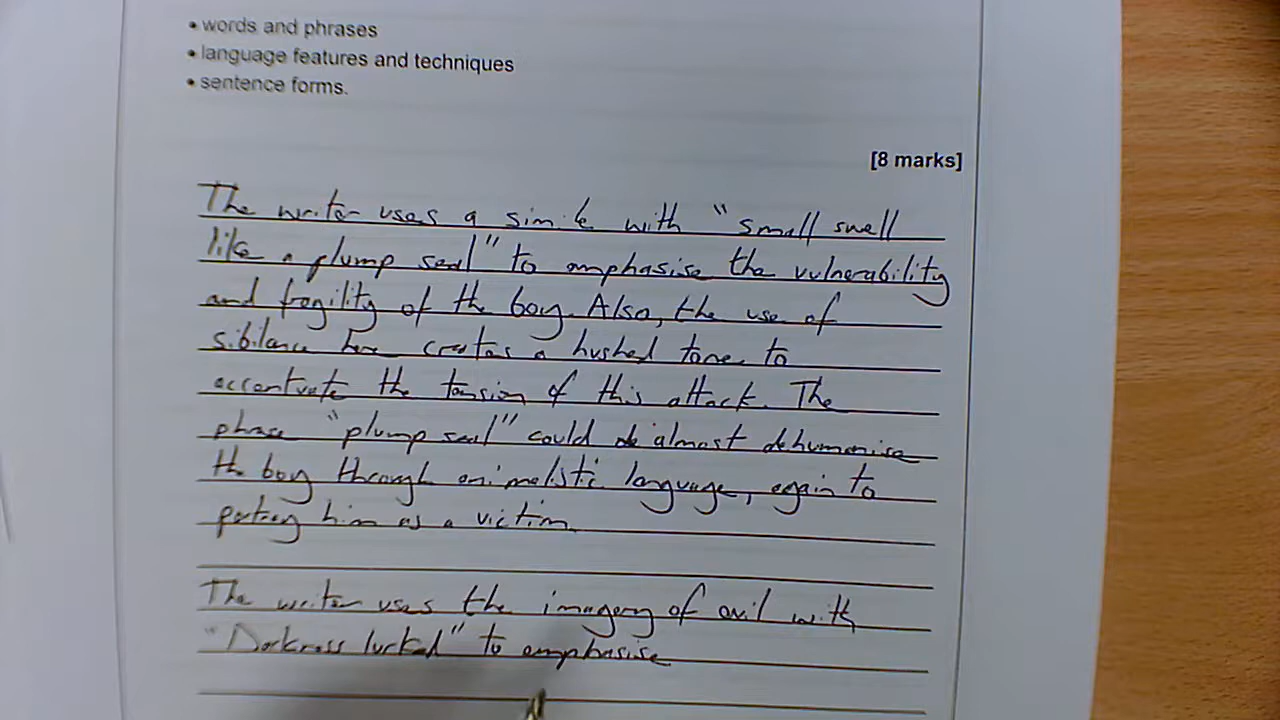 • words and phrases
• language features and techniques
• sentence forms.
[8 marks]
The writer uses a simile with "small swell
like a plump seal" to emphasise the vulnerability
and fragility of the boy. Also, the use of
sibilance here creates a hushed tone to
accentuate the tension of this attack. The
phrase "plump seal" could almost dehumanise
the boy through animalistic language, again to
portray him as a victim.
The writer uses the imagery of evil with
"Darkness lurked" to emphasise